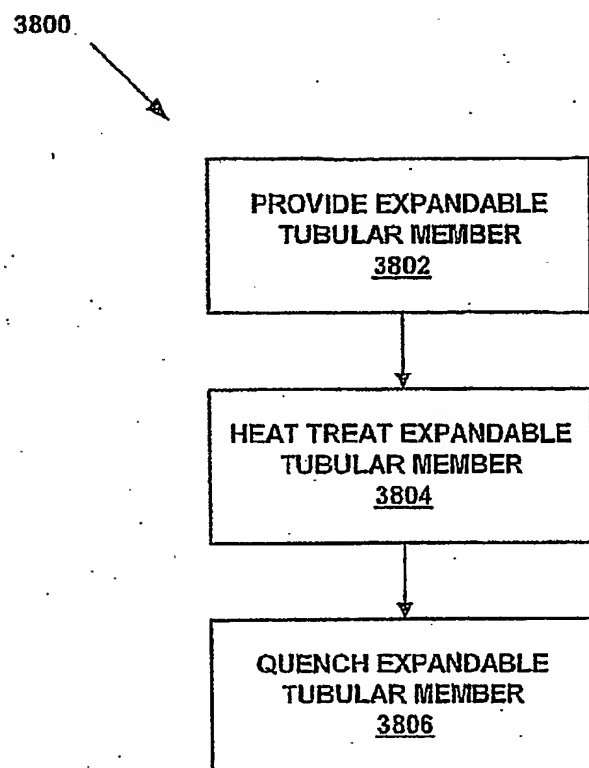 3800
PROVIDE EXPANDABLE
TUBULAR MEMBER
3802
HEAT TREAT EXPANDABLE
TUBULAR MEMBER
3804
QUENCH EXPANDABLE
TUBULAR MEMBER
3806